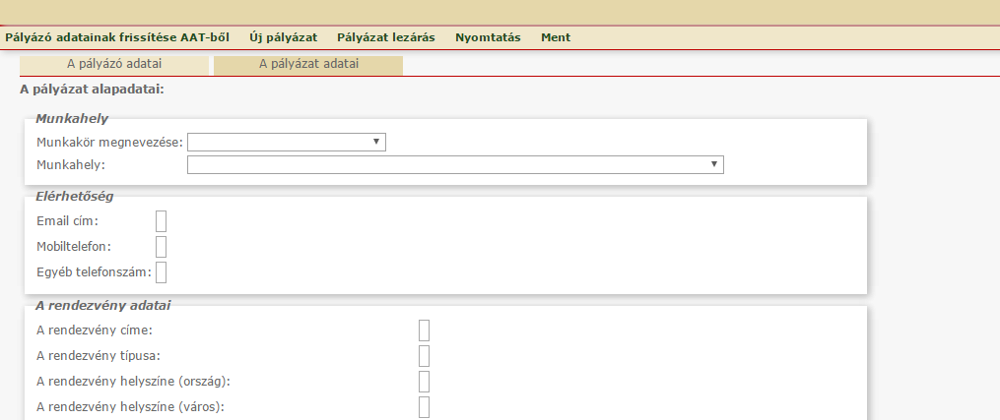 Pályázó adatainak frissítése AAT-ből Új pályázat Pályázat lezárás Nyomtatás Ment
A pályázó adatai A pályázat adatai
A pályázat alapadatai:
Munkahely
Munkakör megnevezése:
Munkahely:
Elérhetőség
Email cím:
Mobiltelefon:
Egyéb telefonszám:
A rendezvény adatai
A rendezvény címe:
A rendezvény típusa:
A rendezvény helyszíne (ország):
A rendezvény helyszíne (város):